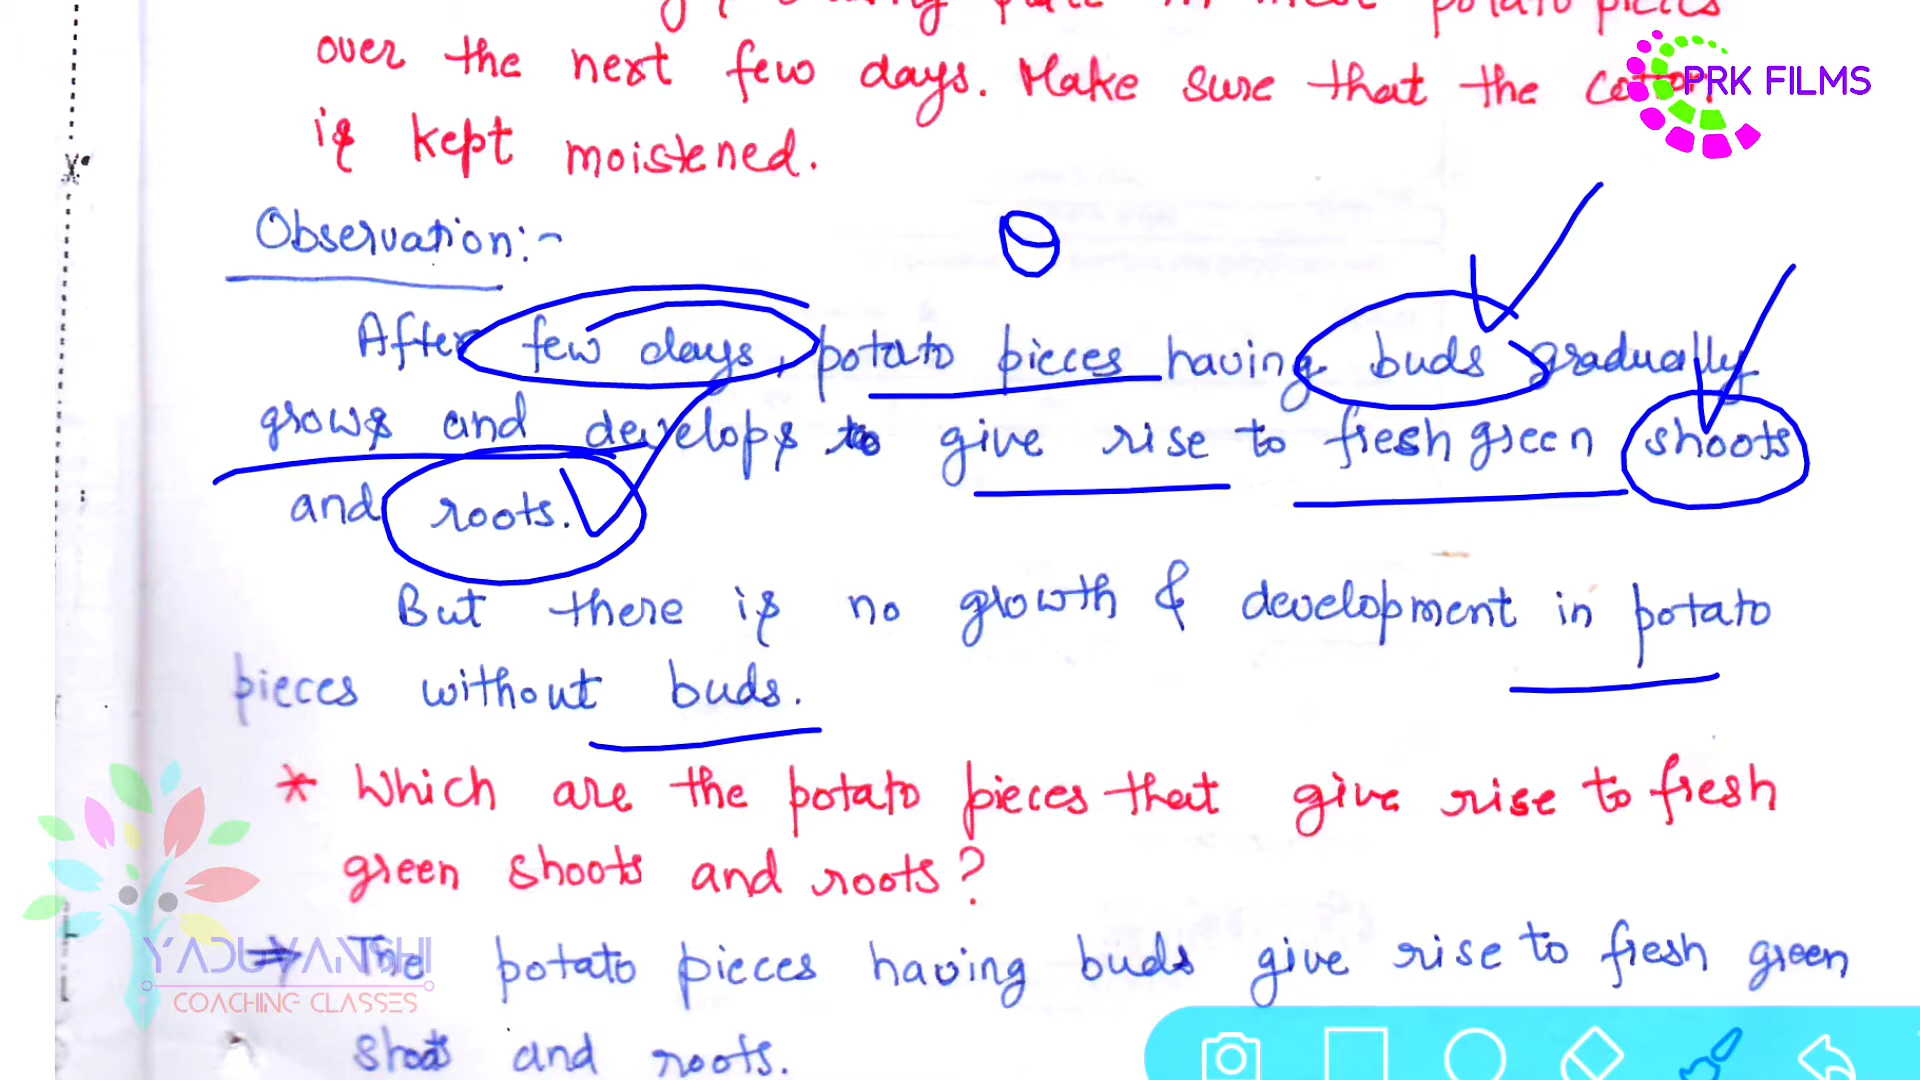 potato pieces
over the next few days. Make sure that the cotton
is kept moistened.
PRK FILMS
Observation:-
After few days, potato pieces having buds gradually
grows and develops to give rise to fresh green shoots
and roots.
But there is no growth & development in potato
pieces without buds.
* Which are the potato pieces that give rise to fresh
green shoots and roots?
⇒ The potato pieces having buds give rise to fresh green
shoots and roots.
YADUVANSHI
COACHING CLASSES